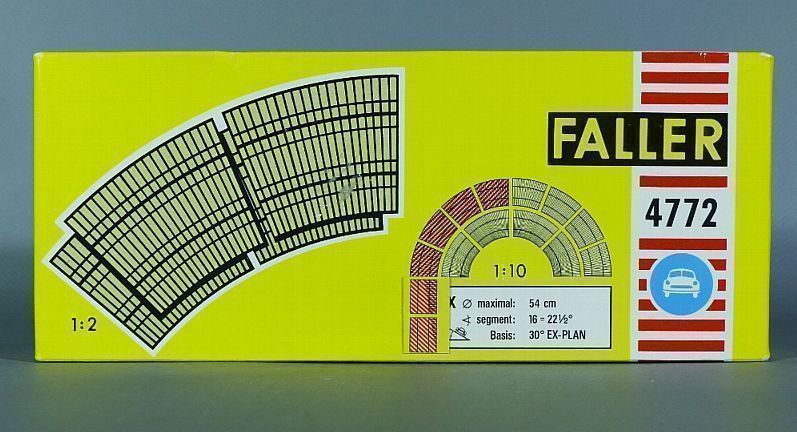 FALLER
4772
1:2
1:10
X Ø maximal: 54 cm
∢ segment: 16 = 22½°
Basis: 30° EX-PLAN